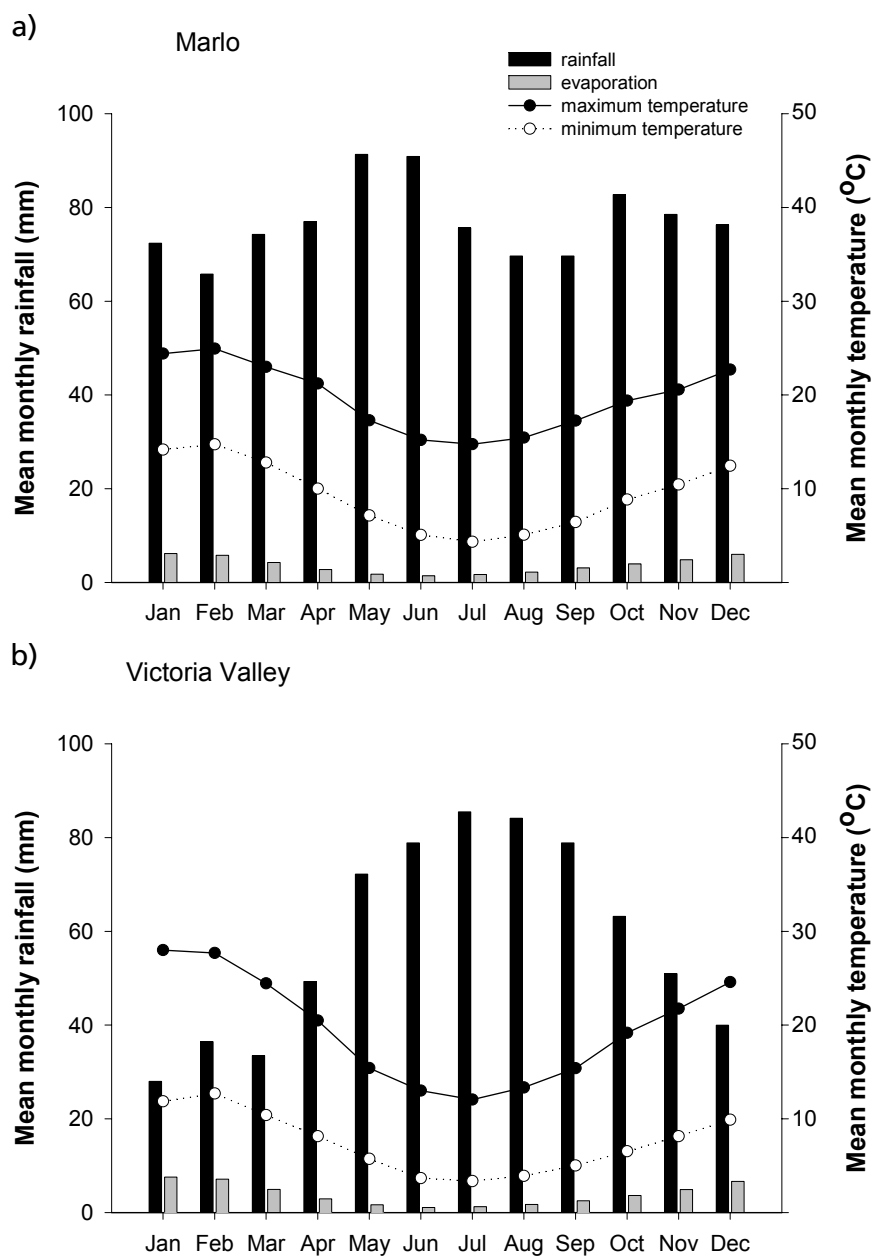 a)
Marlo
rainfall
evaporation
maximum temperature
minimum temperature
Mean monthly rainfall (mm)
100
80
60
40
20
0
50
40
30
20
10
Mean monthly temperature (°C)
Jan Feb Mar Apr May Jun Jul Aug Sep Oct Nov Dec
b)
Victoria Valley
Mean monthly rainfall (mm)
100
80
60
40
20
0
50
40
30
20
10
Mean monthly temperature (°C)
Jan Feb Mar Apr May Jun Jul Aug Sep Oct Nov Dec